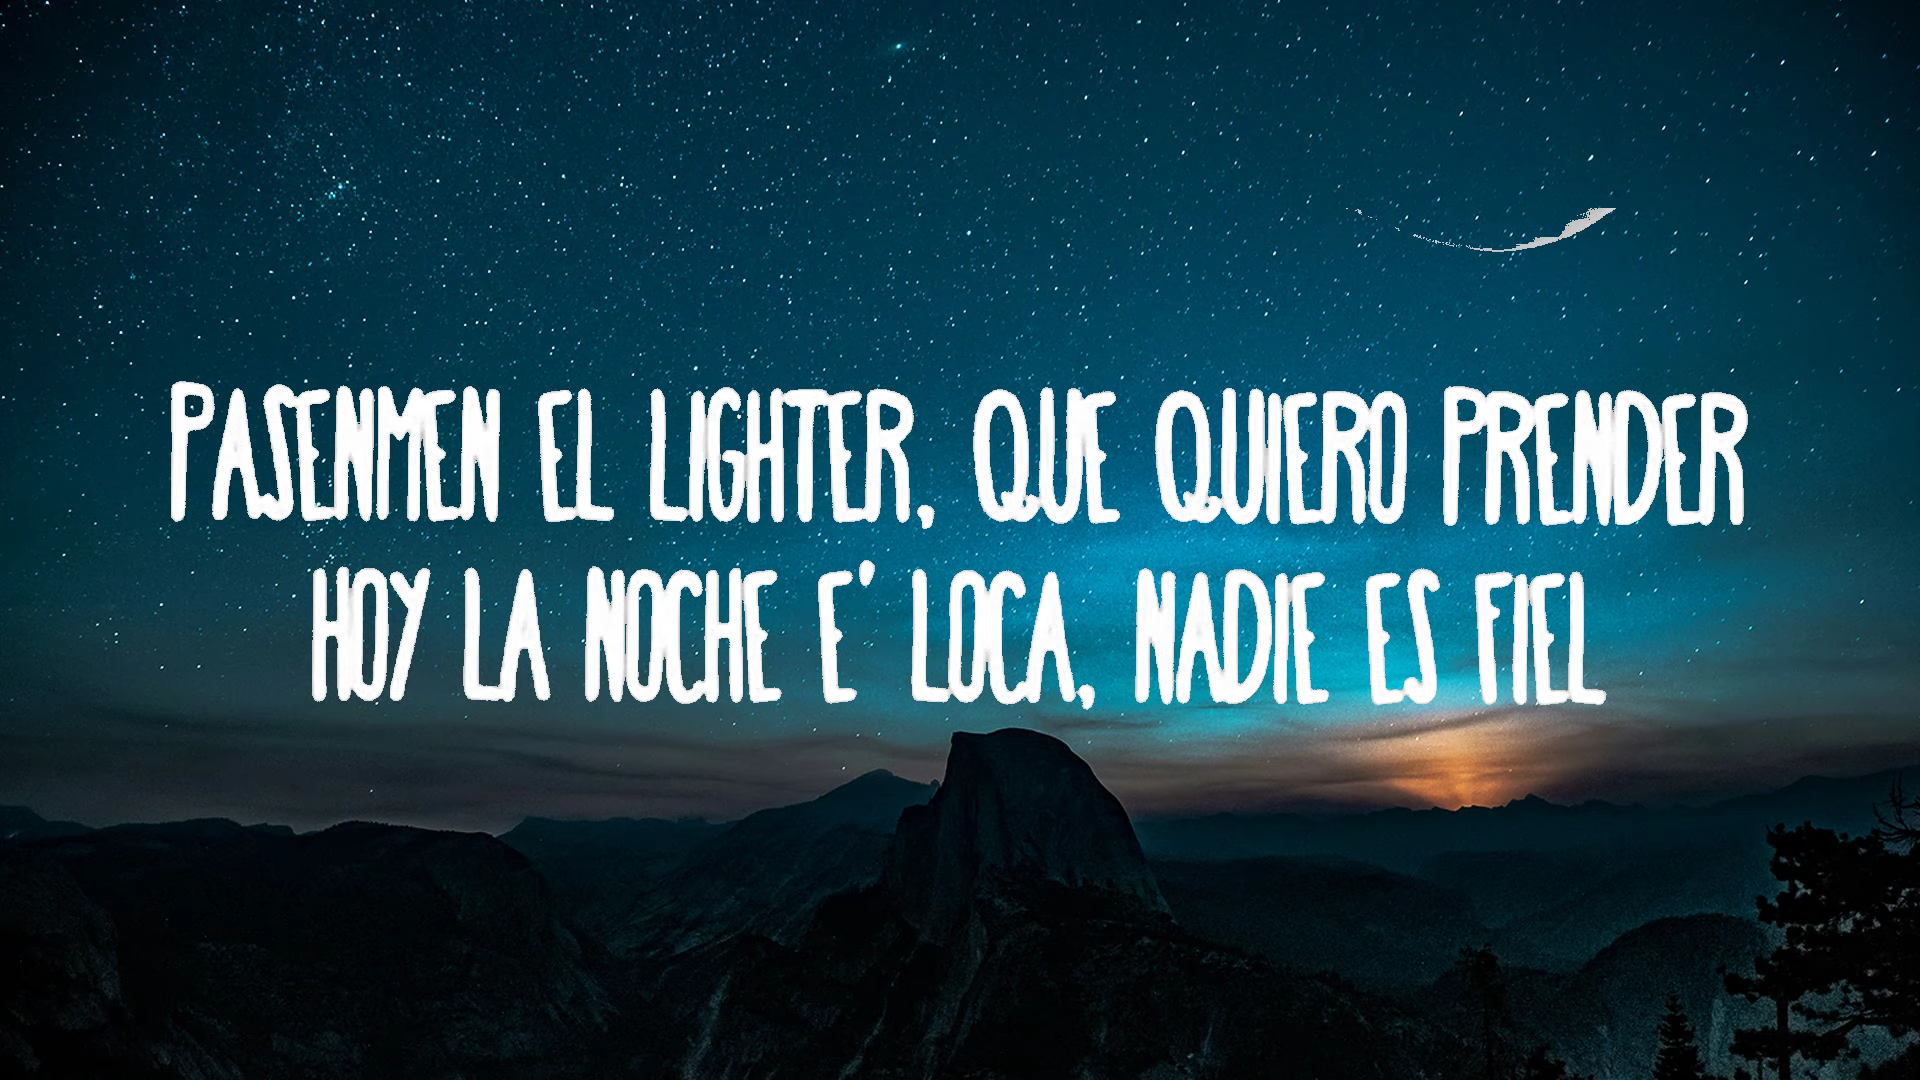 PASENMEN EL LIGHTER, QUE QUIERO PRENDER
HOY LA NOCHE E' LOCA, NADIE ES FIEL